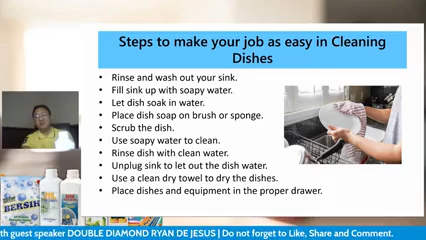 Steps to make your job as easy in Cleaning
Dishes
• Rinse and wash out your sink.
• Fill sink up with soapy water.
• Let dish soak in water.
• Place dish soap on brush or sponge.
• Scrub the dish.
• Use soapy water to clean.
• Rinse dish with clean water.
• Unplug sink to let out the dish water.
• Use a clean dry towel to dry the dishes.
• Place dishes and equipment in the proper drawer.
BERSIH
th guest speaker DOUBLE DIAMOND RYAN DE JESUS | Do not forget to Like, Share and Comment.